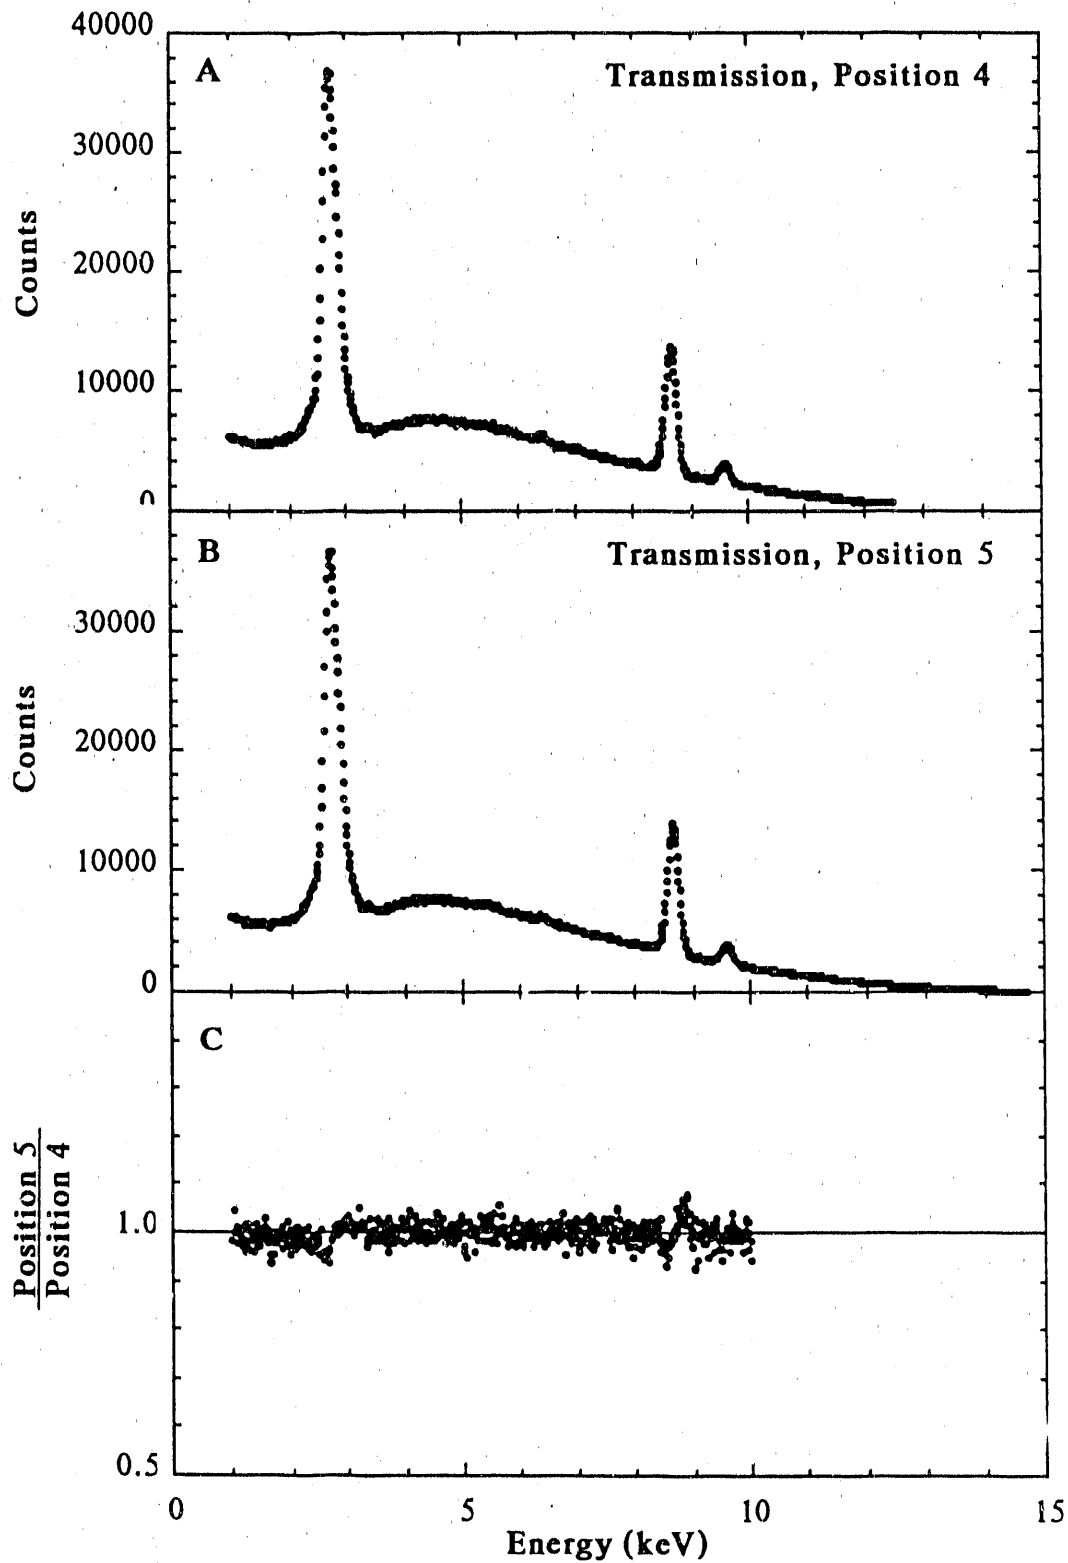 40000
A
Transmission, Position 4
30000
20000
10000
0
Counts
B
Transmission, Position 5
30000
20000
10000
0
Counts
C
Position 5
Position 4
1.0
0.5
0
5
10
15
Energy (keV)